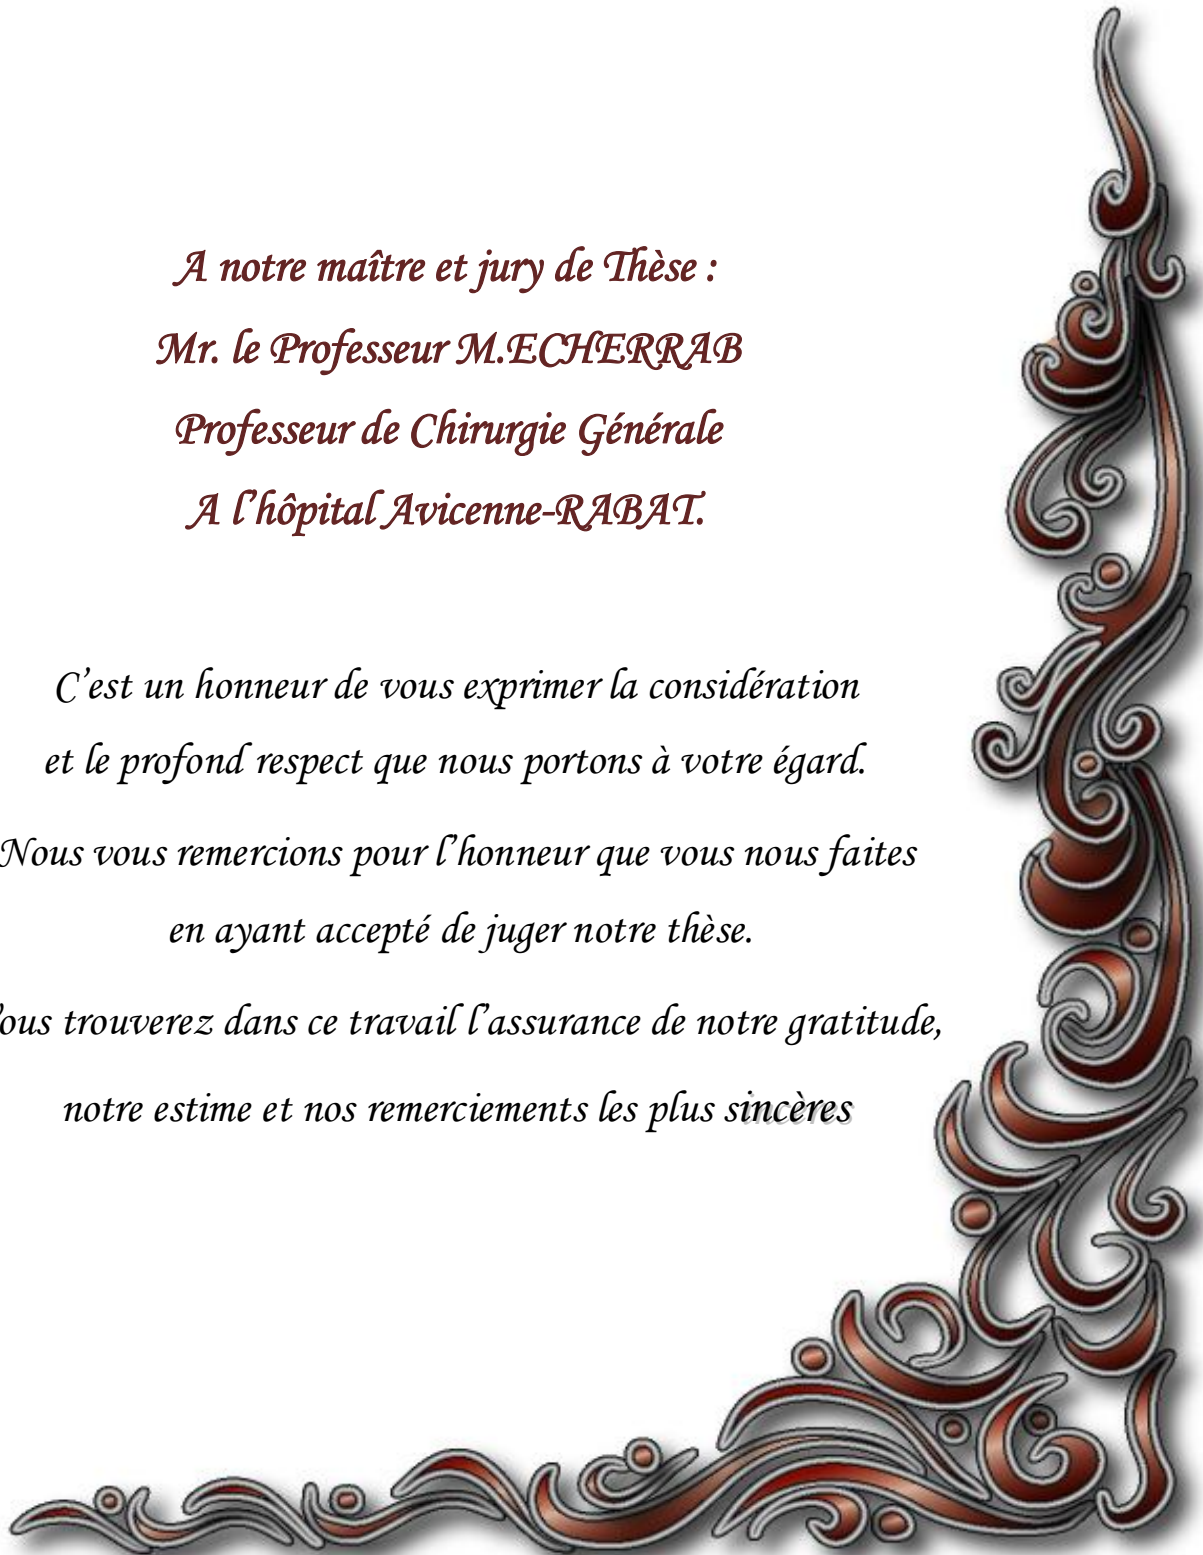 A notre maître et jury de Thèse :
Mr. le Professeur M.ECHERRAB
Professeur de Chirurgie Générale
A l'hôpital Avicenne-RABAT.
C'est un honneur de vous exprimer la considération
et le profond respect que nous portons à votre égard.
Nous vous remercions pour l'honneur que vous nous faites
en ayant accepté de juger notre thèse.
Vous trouverez dans ce travail l'assurance de notre gratitude,
notre estime et nos remerciements les plus sincères